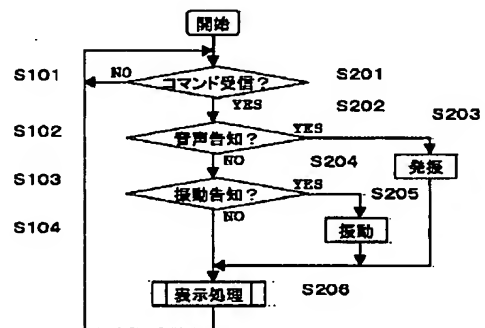 開始
S101
NO
コマンド受信?
S201
YES
S202
S203
S102
音声告知?
YES
NO
S204
発振
S103
振動告知?
YES
S205
NO
S104
振動
表示処理
S206